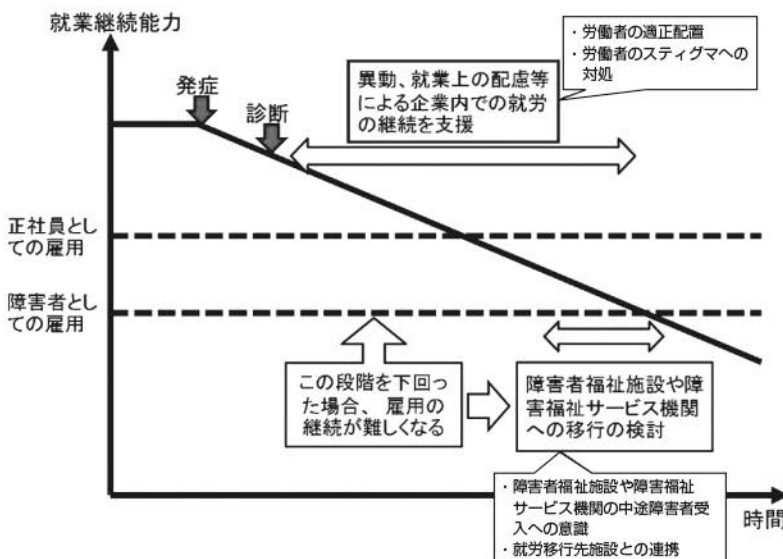 就業継続能力
発症
診断
異動、就業上の配慮等
による企業内での就労
の継続を支援
・労働者の適正配置
・労働者のスティグマへの
対処
正社員とし
ての雇用
障害者とし
ての雇用
この段階を下回っ
た場合、雇用の
継続が難しくなる
障害者福祉施設や障
害福祉サービス機関
への移行の検討
・障害者福祉施設や障害福祉
サービス機関の中途障害者受
入への意識
・就労移行先施設との連携
時間